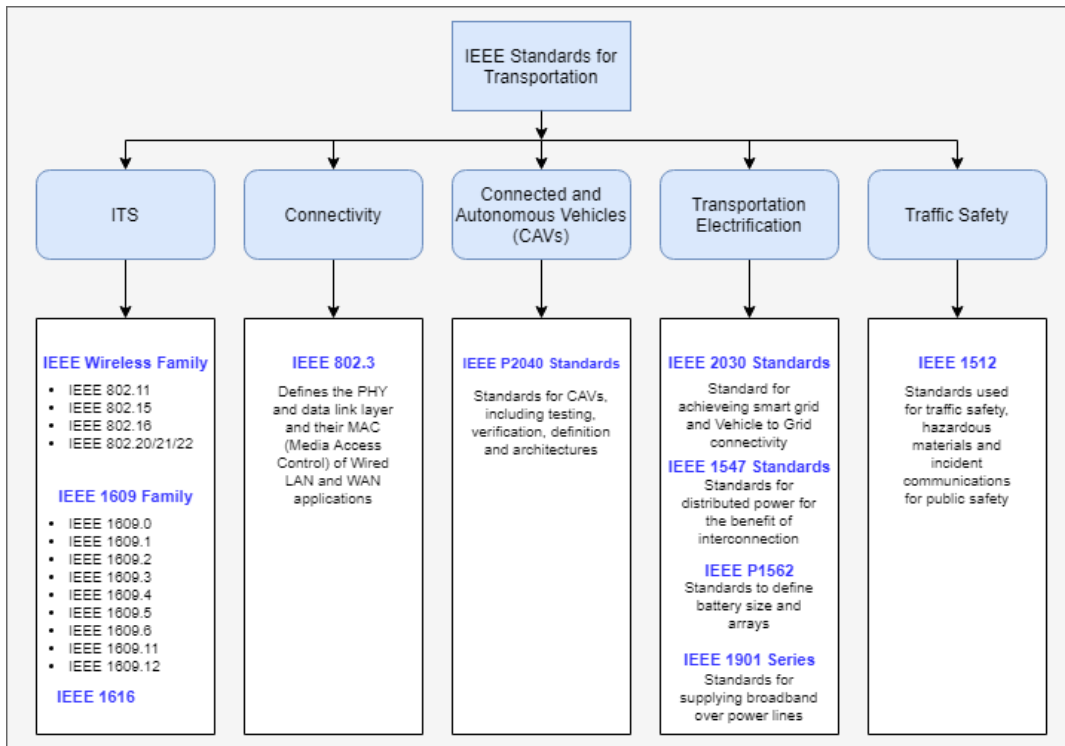 IEEE Standards for
Transportation
ITS
Connectivity
Connected and
Autonomous Vehicles
(CAVs)
Transportation
Electrification
Traffic Safety
IEEE Wireless Family
• IEEE 802.11
• IEEE 802.15
• IEEE 802.16
• IEEE 802.20/21/22
IEEE 1609 Family
• IEEE 1609.0
• IEEE 1609.1
• IEEE 1609.2
• IEEE 1609.3
• IEEE 1609.4
• IEEE 1609.5
• IEEE 1609.6
• IEEE 1609.11
• IEEE 1609.12
IEEE 1616
IEEE 802.3
Defines the PHY
and data link layer
and their MAC
(Media Access
Control) of Wired
LAN and WAN
applications
IEEE P2040 Standards
Standards for CAVs,
including testing,
verification, definition
and architectures
IEEE 2030 Standards
Standard for
achieveing smart grid
and Vehicle to Grid
connectivity
IEEE 1547 Standards
Standards for
distributed power for
the benefit of
interconnection
IEEE P1562
Standards to define
battery size and
arrays
IEEE 1901 Series
Standards for
supplying broadband
over power lines
IEEE 1512
Standards used
for traffic safety,
hazardous
materials and
incident
communications
for public safety